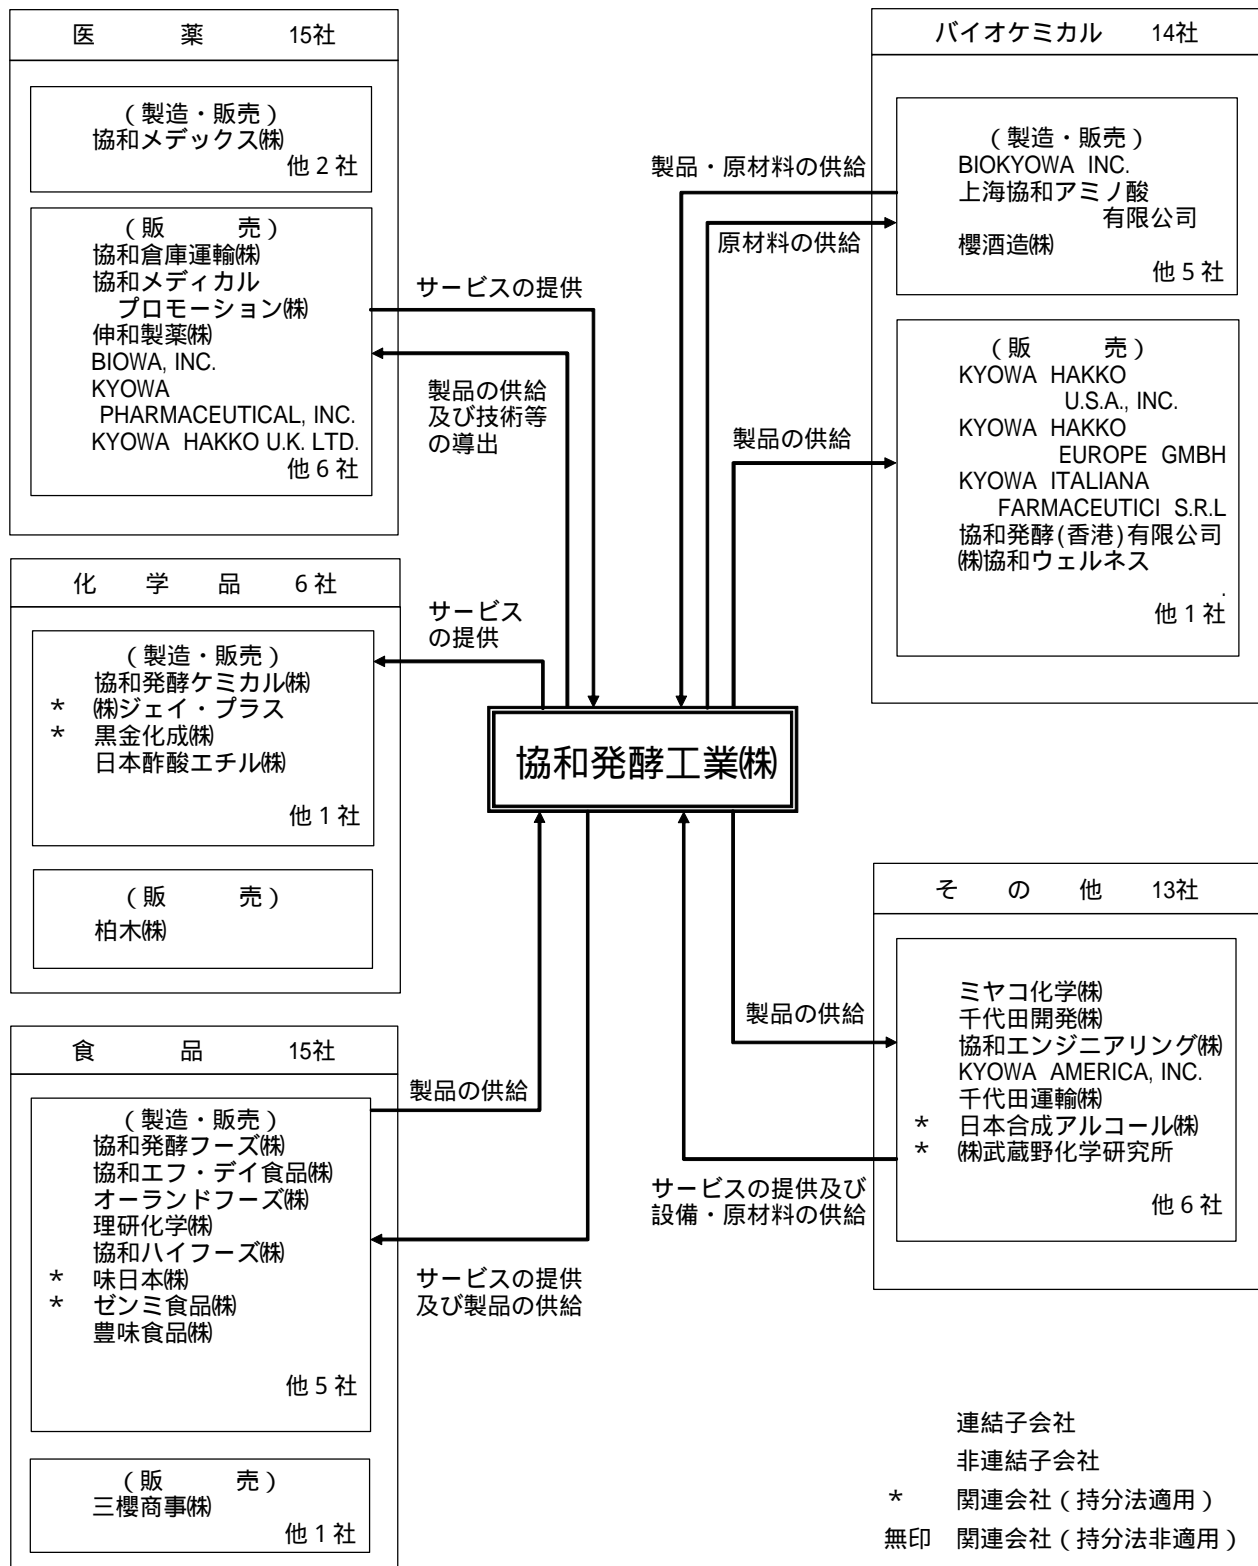 医　薬　15社
（製造・販売）
協和メデックス㈱
他２社
（販　売）
協和倉庫運輸㈱
協和メディカル
プロモーション㈱
伸和製薬㈱
BIOWA, INC.
KYOWA
PHARMACEUTICAL, INC.
KYOWA HAKKO U.K. LTD.
他６社
サービスの提供
製品の供給
及び技術等
の導出
化　学　品　６社
（製造・販売）
協和発酵ケミカル㈱
* ㈱ジェイ・プラス
* 黒金化成㈱
日本酢酸エチル㈱
他１社
（販　売）
柏木㈱
サービス
の提供
食　品　15社
（製造・販売）
協和発酵フーズ㈱
協和エフ・デイ食品㈱
オーランドフーズ㈱
理研化学㈱
協和ハイフーズ㈱
* 味日本㈱
* ゼンミ食品㈱
豊味食品㈱
他５社
（販　売）
三櫻商事㈱
他１社
製品の供給
サービスの提供
及び製品の供給
協和発酵工業㈱
バイオケミカル　14社
（製造・販売）
BIOKYOWA INC.
上海協和アミノ酸
有限公司
櫻酒造㈱
他５社
（販　売）
KYOWA HAKKO
U.S.A., INC.
KYOWA HAKKO
EUROPE GMBH
KYOWA ITALIANA
FARMACEUTICI S.R.L
協和発酵(香港)有限公司
㈱協和ウェルネス
.
他１社
製品・原材料の供給
原材料の供給
製品の供給
そ　の　他　13社
ミヤコ化学㈱
千代田開発㈱
協和エンジニアリング㈱
KYOWA AMERICA, INC.
千代田運輸㈱
* 日本合成アルコール㈱
* ㈱武蔵野化学研究所
他６社
製品の供給
サービスの提供及び
設備・原材料の供給
連結子会社
非連結子会社
* 関連会社（持分法適用）
無印 関連会社（持分法非適用）